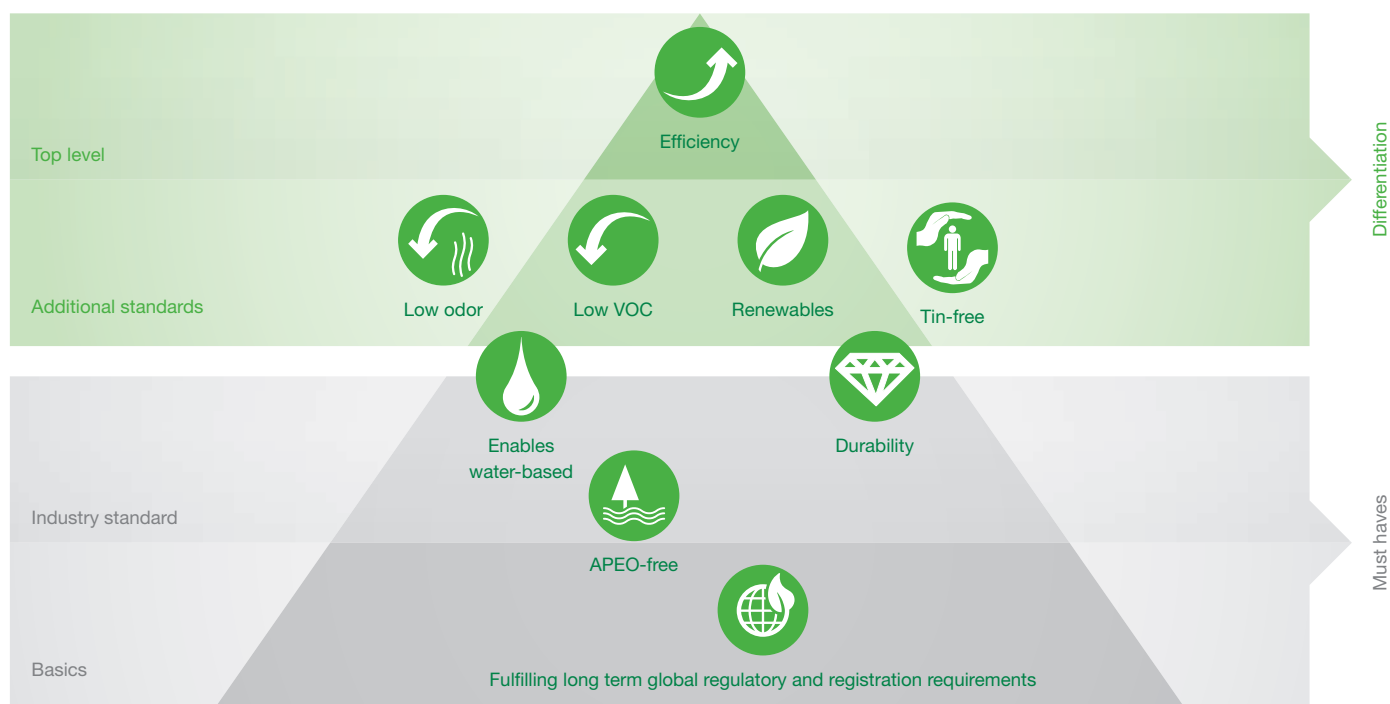 Efficiency
Top level
Differentiation
Low odor
Low VOC
Renewables
Tin-free
Additional standards
Enables
water-based
Durability
Industry standard
APEO-free
Must haves
Basics
Fulfilling long term global regulatory and registration requirements